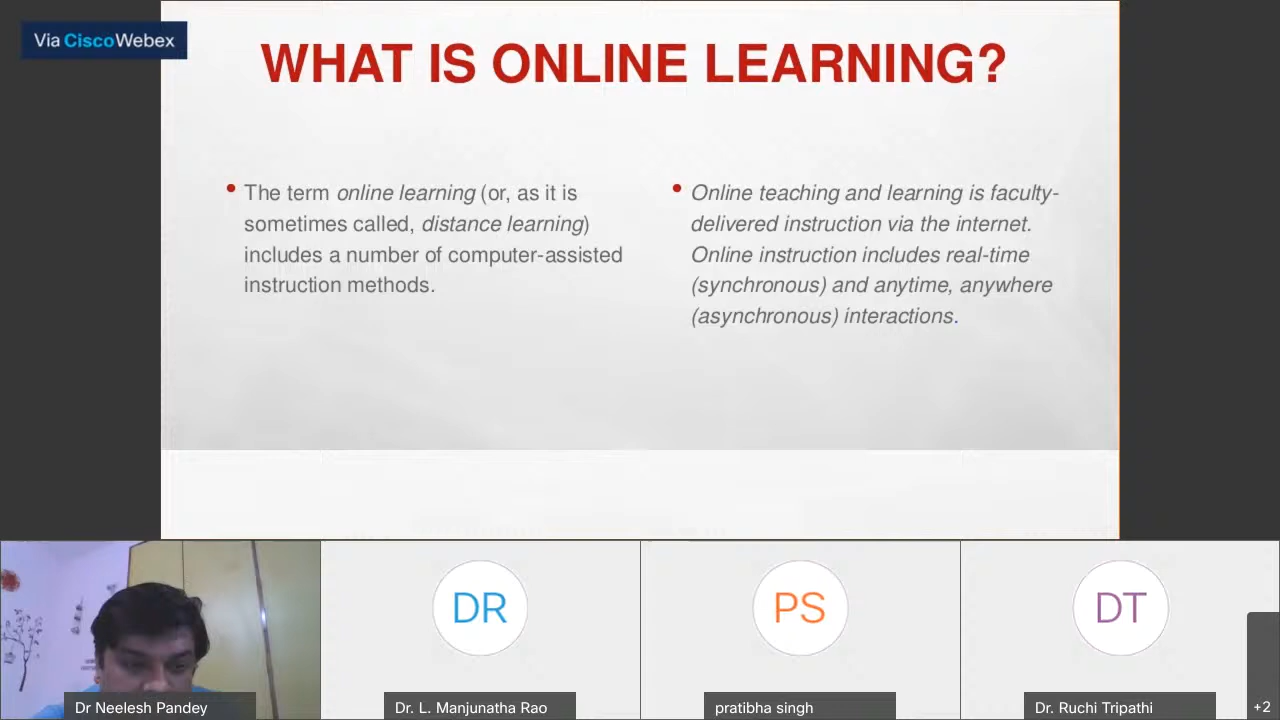 Via CiscoWebex
WHAT IS ONLINE LEARNING?
The term online learning (or, as it is
sometimes called, distance learning)
includes a number of computer-assisted
instruction methods.
Online teaching and learning is faculty-
delivered instruction via the internet.
Online instruction includes real-time
(synchronous) and anytime, anywhere
(asynchronous) interactions.
DR
PS
DT
Dr Neelesh Pandey
Dr. L. Manjunatha Rao
pratibha singh
Dr. Ruchi Tripathi
+2